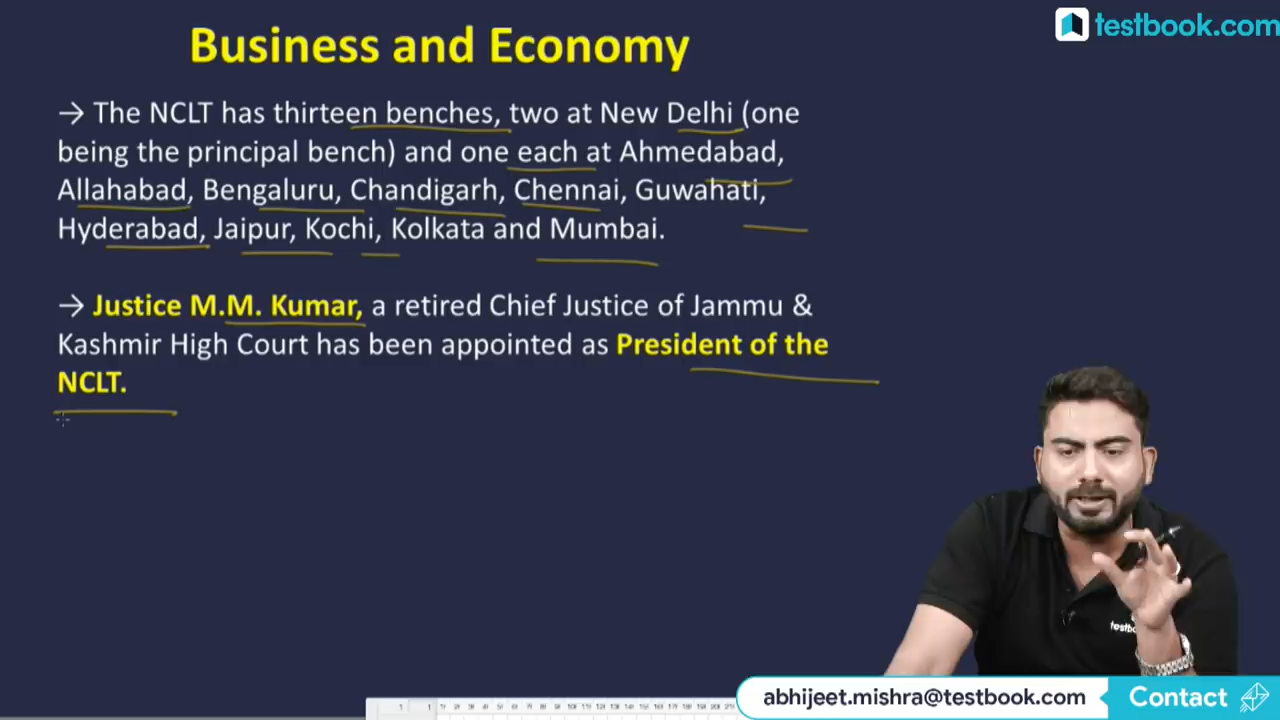 Business and Economy
testbook.com
→ The NCLT has thirteen benches, two at New Delhi (one
being the principal bench) and one each at Ahmedabad,
Allahabad, Bengaluru, Chandigarh, Chennai, Guwahati,
Hyderabad, Jaipur, Kochi, Kolkata and Mumbai.
→ Justice M.M. Kumar, a retired Chief Justice of Jammu &
Kashmir High Court has been appointed as President of the
NCLT.
testb
abhijeet.mishra@testbook.com
Contact